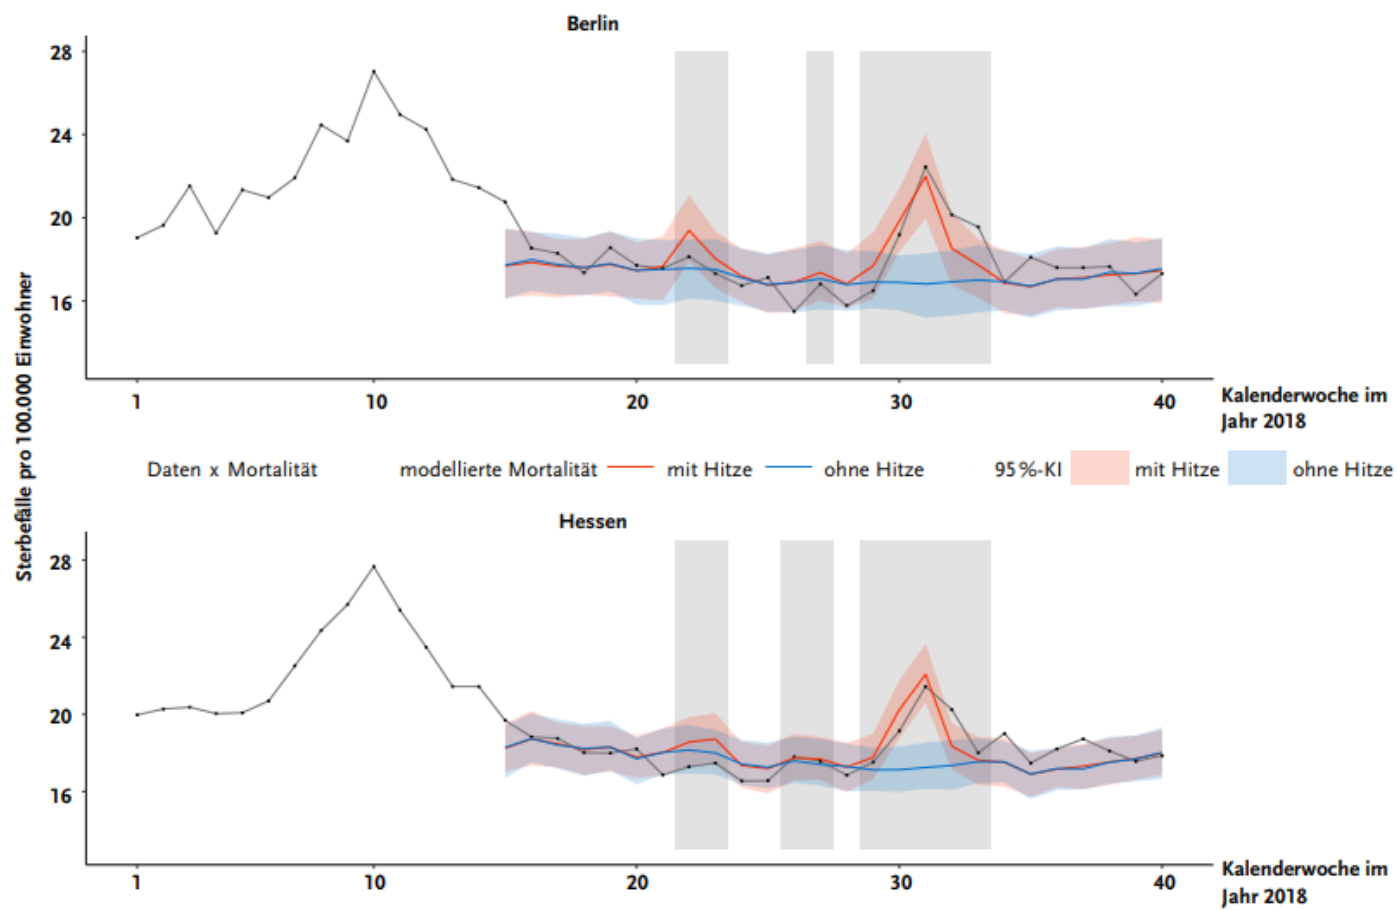 Berlin
28
24
20
16
1 10 20 30 40
Kalenderwoche im
Jahr 2018
Sterbefälle pro 100.000 Einwohner
Daten x Mortalität modellierte Mortalität mit Hitze ohne Hitze 95 %-KI mit Hitze ohne Hitze
Hessen
28
24
20
16
1 10 20 30 40
Kalenderwoche im
Jahr 2018